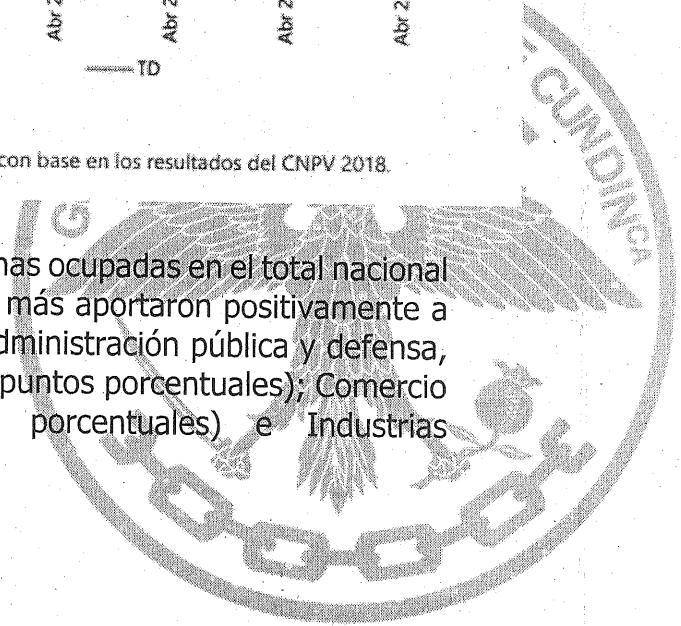 Abr 2 Abr 2 Abr 2 Abr 2
TD
con base en los resultados del CNPV 2018.
CUNDINCA
G
nas ocupadas en el total nacional
más aportaron positivamente a
dministración pública y defensa,
puntos porcentuales); Comercio
porcentuales) e Industrias